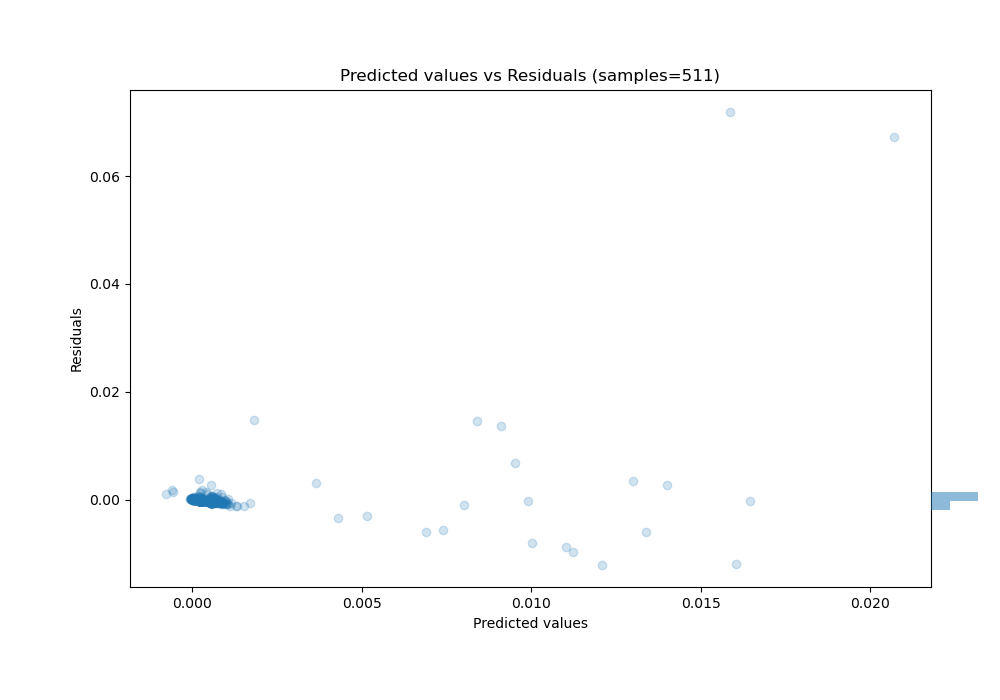 Predicted values vs Residuals (samples=511)
0.06
0.04
0.02
0.00
Residuals
0.000 0.005 0.010 0.015 0.020
Predicted values